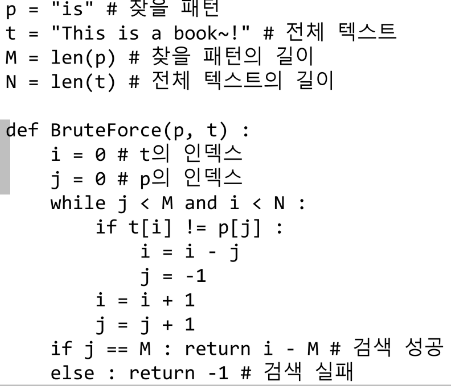 p = "is" # 찾을 패턴
t = "This is a book~!" # 전체 텍스트
M = len(p) # 찾을 패턴의 길이
N = len(t) # 전체 텍스트의 길이
def BruteForce(p, t) :
    i = 0 # t의 인덱스
    j = 0 # p의 인덱스
    while j < M and i < N :
        if t[i] != p[j] :
            i = i - j
            j = -1
        i = i + 1
        j = j + 1
    if j == M : return i - M # 검색 성공
    else : return -1 # 검색 실패